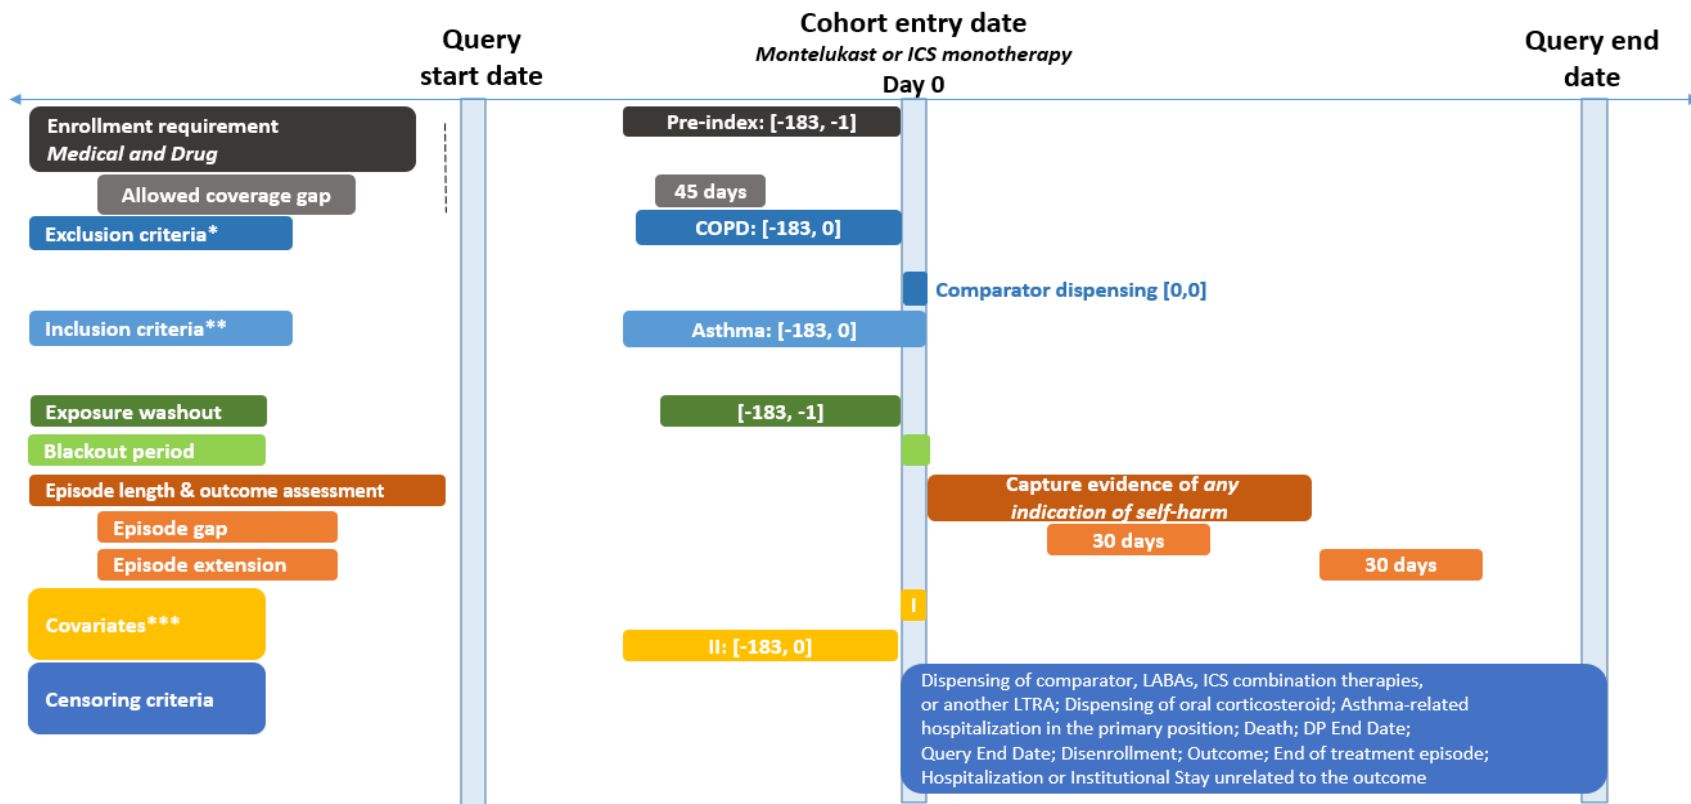 Query
start date
Cohort entry date
Montelukast or ICS monotherapy
Day 0
Query end
date
Enrollment requirement
Medical and Drug
Pre-index: [-183, -1]
Allowed coverage gap
45 days
Exclusion criteria*
COPD: [-183, 0]
Comparator dispensing [0,0]
Inclusion criteria**
Asthma: [-183, 0]
Exposure washout
[-183, -1]
Blackout period
Episode length & outcome assessment
Capture evidence of any
indication of self-harm
Episode gap
30 days
Episode extension
30 days
Covariates***
I
II: [-183, 0]
Censoring criteria
Dispensing of comparator, LABAs, ICS combination therapies,
or another LTRA; Dispensing of oral corticosteroid; Asthma-related
hospitalization in the primary position; Death; DP End Date;
Query End Date; Disenrollment; Outcome; End of treatment episode;
Hospitalization or Institutional Stay unrelated to the outcome